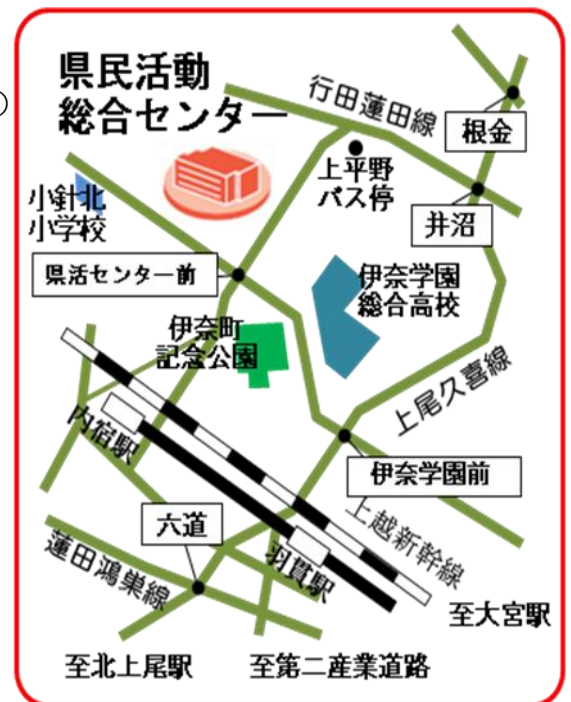 県民活動
総合センター
行田蓮田線
根金
上平野
バス停
小針北
小学校
井沼
県活センター前
伊奈学園
総合高校
伊奈町
記念公園
上尾久喜線
内宿駅
伊奈学園前
六道
上越新幹線
羽貫駅
蓮田鴻巣線
至大宮駅
至北上尾駅
至第二産業道路